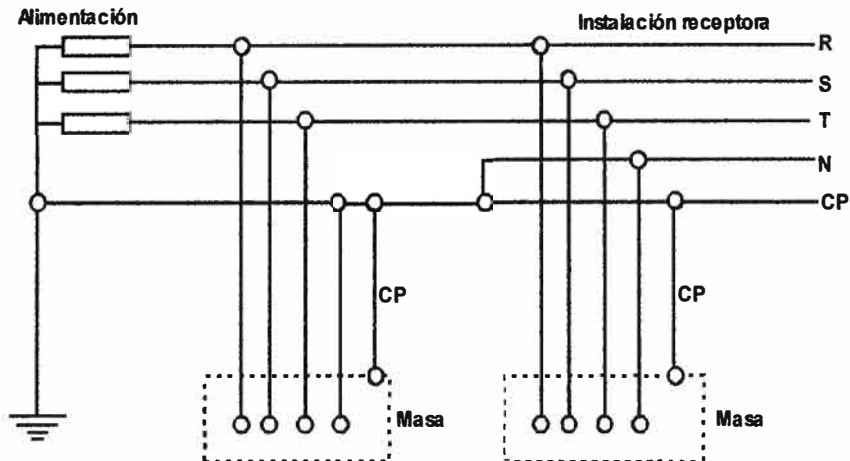 Alimentación
Instalación receptora
R
S
T
N
CP
CP
CP
Masa
Masa